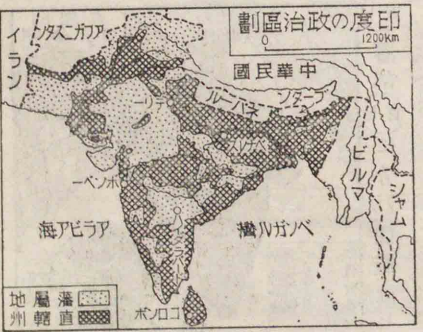 印度の政治區劃
0 1200Km
アフガニスタン
イラン
中華民國
ネパール
ブータン
デリー
ビルマ
シャム
ボンベー
アラビア海
ベンガル灣
コロンボ
藩屬地
直轄州